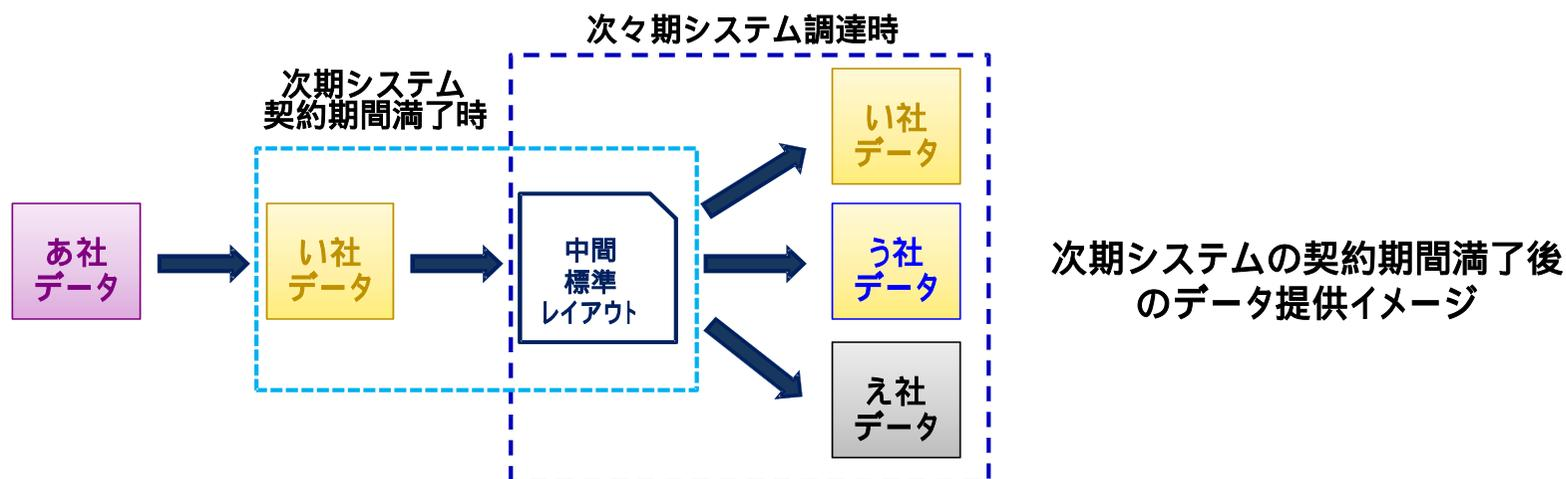 次々期システム調達時
次期システム
契約期間満了時
あ社
データ
い社
データ
中間
標準
レイアウト
い社
データ
う社
データ
え社
データ
次期システムの契約期間満了後
のデータ提供イメージ